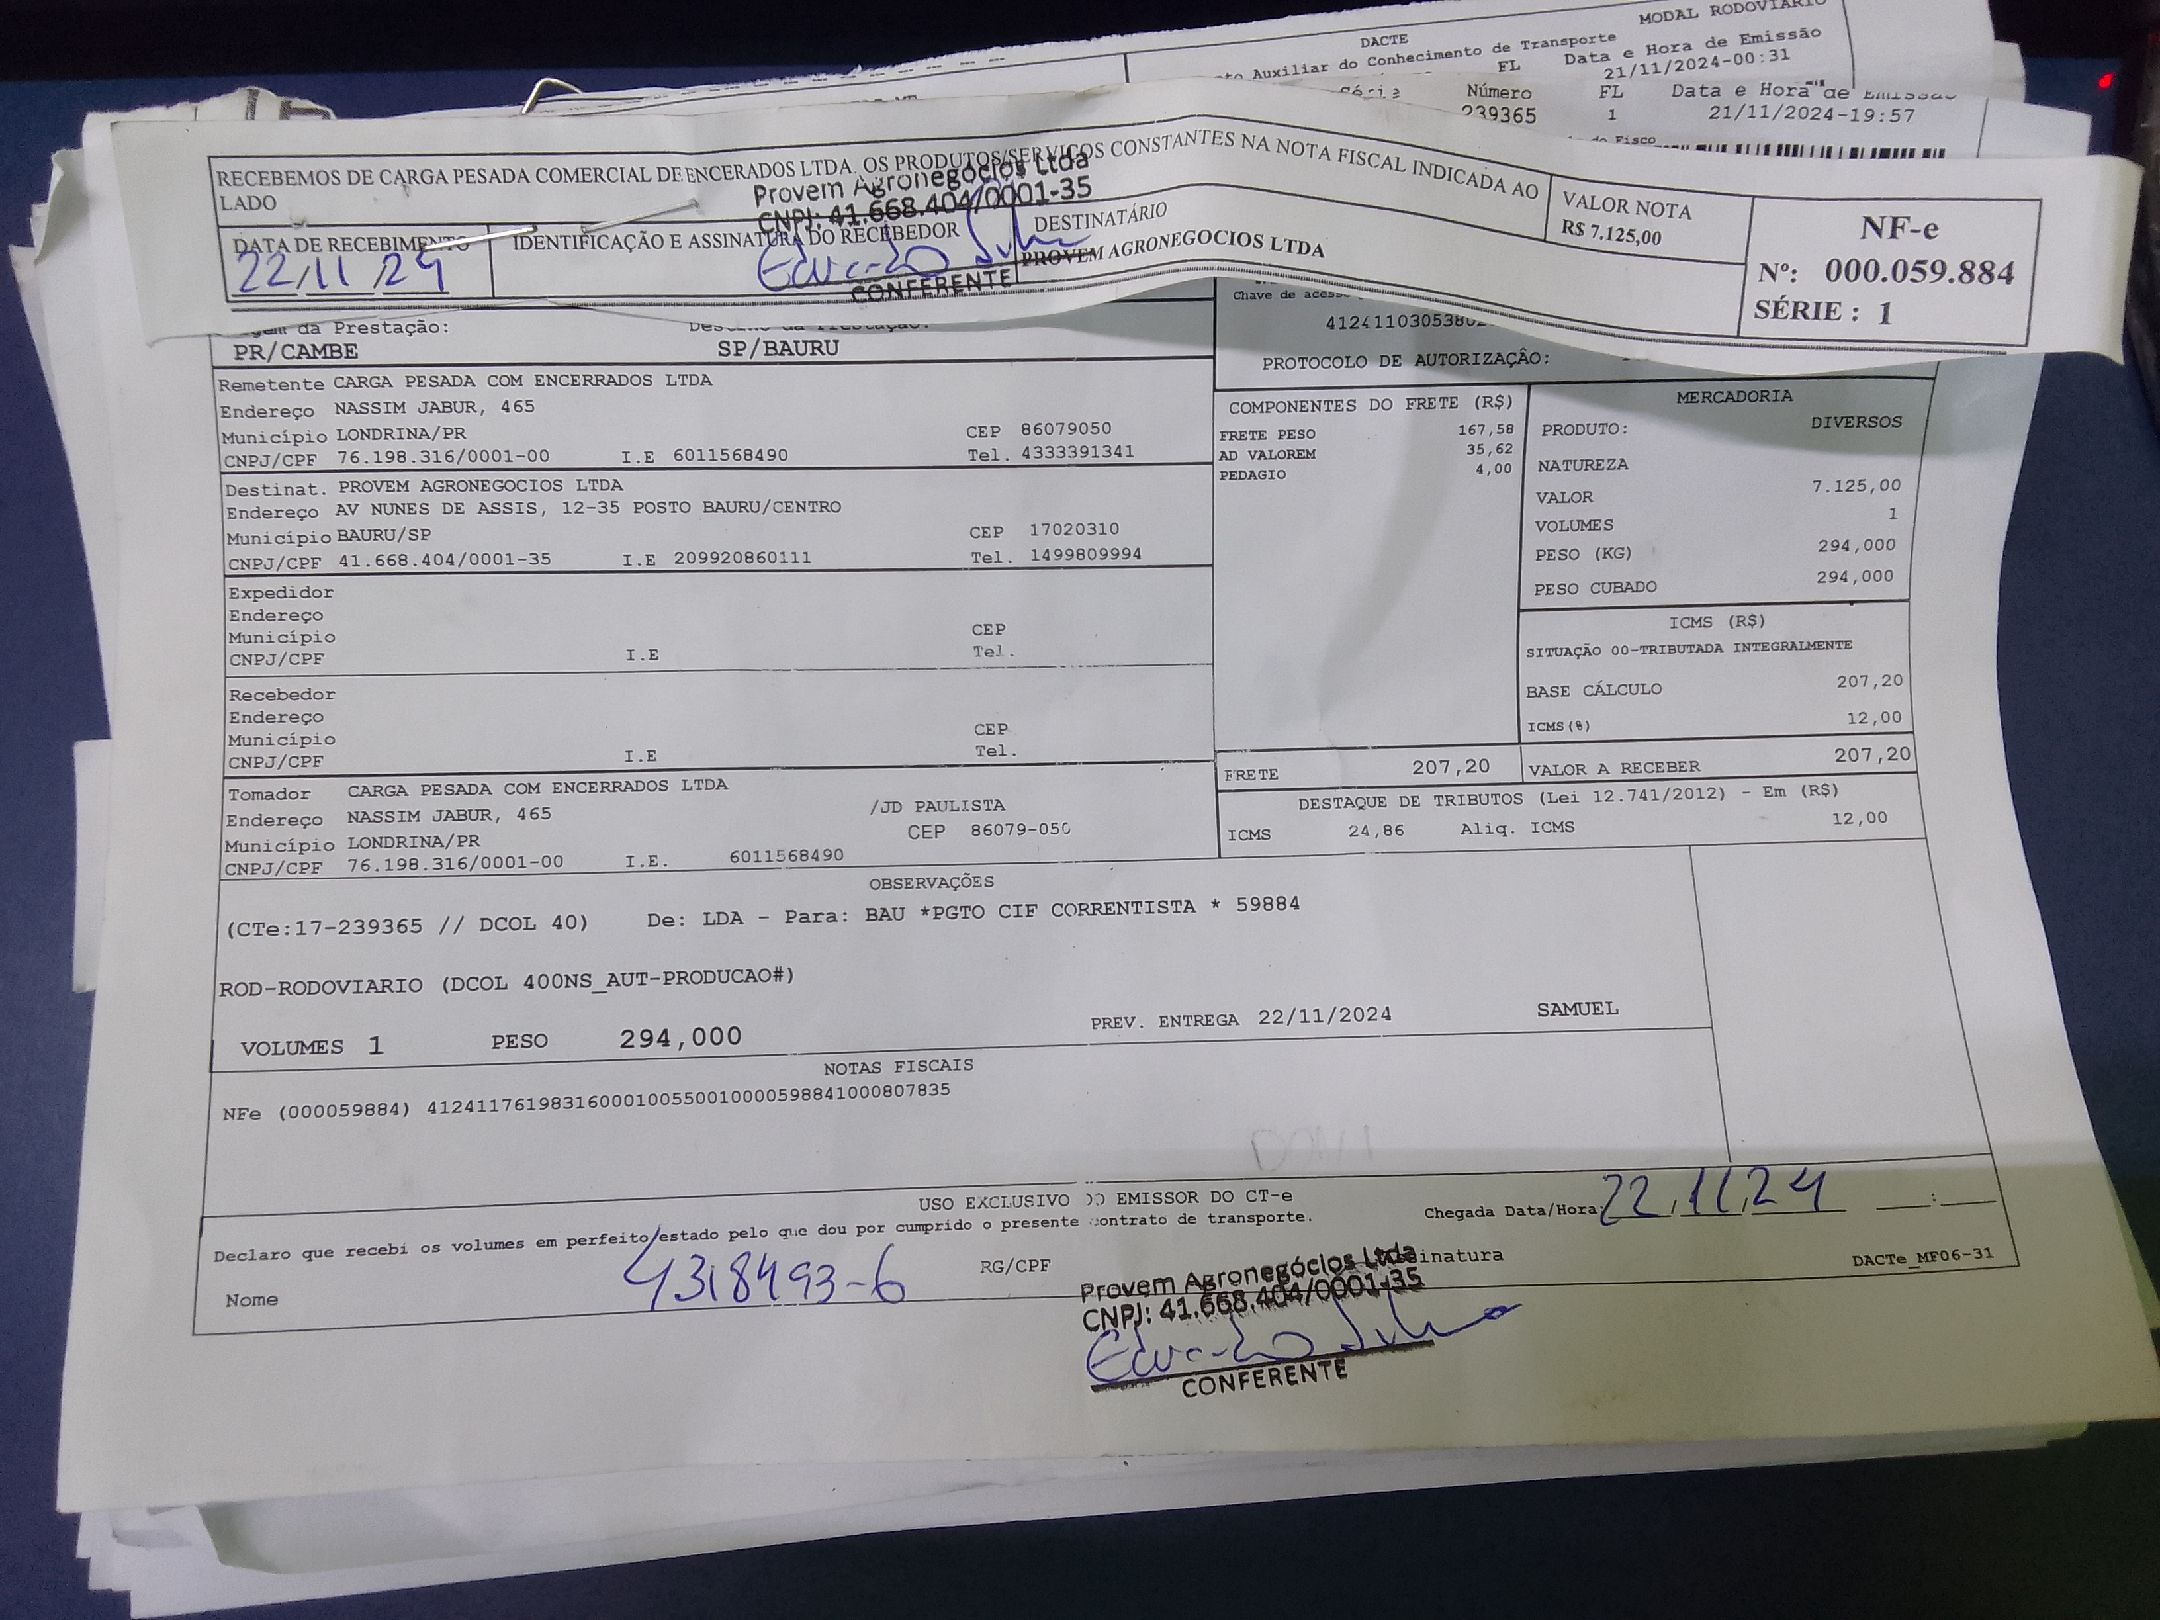 MODAL RODOVIÁRIO
DACTE
Auxiliar do Conhecimento de Transporte
FL Data e Hora de Emissão
21/11/2024-00:31
Série Número FL Data e Hora de Emissão
239365 1 21/11/2024-19:57
RECEBEMOS DE CARGA PESADA COMERCIAL DE ENCERADOS LTDA. OS PRODUTOS/SERVIÇOS CONSTANTES NA NOTA FISCAL INDICADA AO
LADO
Provem Agronegócios Ltda
CNPJ: 41.668.404/0001-35
VALOR NOTA
R$ 7.125,00
NF-e
Nº: 000.059.884
SÉRIE : 1
DATA DE RECEBIMENTO
22/11/24
IDENTIFICAÇÃO E ASSINATURA DO RECEBEDOR
Eduardo Silva
CONFERENTE
DESTINATÁRIO
PROVEM AGRONEGOCIOS LTDA
da Prestação:
PR/CAMBE SP/BAURU
Chave de
PROTOCOLO DE AUTORIZAÇÃO:
Remetente CARGA PESADA COM ENCERRADOS LTDA
Endereço NASSIM JABUR, 465
Município LONDRINA/PR CEP 86079050
CNPJ/CPF 76.198.316/0001-00 I.E 6011568490 Tel. 4333391341
Destinat. PROVEM AGRONEGOCIOS LTDA
Endereço AV NUNES DE ASSIS, 12-35 POSTO BAURU/CENTRO
Município BAURU/SP CEP 17020310
CNPJ/CPF 41.668.404/0001-35 I.E 209920860111 Tel. 1499809994
Expedidor
Endereço
Município CEP
CNPJ/CPF I.E Tel.
Recebedor
Endereço
Município CEP
CNPJ/CPF I.E Tel.
Tomador CARGA PESADA COM ENCERRADOS LTDA
Endereço NASSIM JABUR, 465 /JD PAULISTA
Município LONDRINA/PR CEP 86079-050
CNPJ/CPF 76.198.316/0001-00 I.E. 6011568490
COMPONENTES DO FRETE (R$)
FRETE PESO 167,58
AD VALOREM 35,62
PEDAGIO 4,00
MERCADORIA
PRODUTO: DIVERSOS
NATUREZA
VALOR 7.125,00
VOLUMES 1
PESO (KG) 294,000
PESO CUBADO 294,000
ICMS (R$)
SITUAÇÃO 00-TRIBUTADA INTEGRALMENTE
BASE CÁLCULO 207,20
ICMS(%) 12,00
FRETE 207,20 VALOR A RECEBER 207,20
DESTAQUE DE TRIBUTOS (Lei 12.741/2012) - Em (R$)
ICMS 24,86 Aliq. ICMS 12,00
OBSERVAÇÕES
(CTe:17-239365 // DCOL 40) De: LDA - Para: BAU *PGTO CIF CORRENTISTA * 59884
ROD-RODOVIARIO (DCOL 400NS_AUT-PRODUCAO#)
VOLUMES 1 PESO 294,000 PREV. ENTREGA 22/11/2024 SAMUEL
NOTAS FISCAIS
NFe (000059884) 41241176198316000100550010000598841000807835
USO EXCLUSIVO DO EMISSOR DO CT-e
Declaro que recebi os volumes em perfeito estado pelo que dou por cumprido o presente contrato de transporte.
Chegada Data/Hora 22/11/24 :
Nome 4318493-6 RG/CPF Assinatura DACTe_MF06-31
Provem Agronegócios Ltda
CNPJ: 41.668.404/0001-35
Eduardo Silva
CONFERENTE